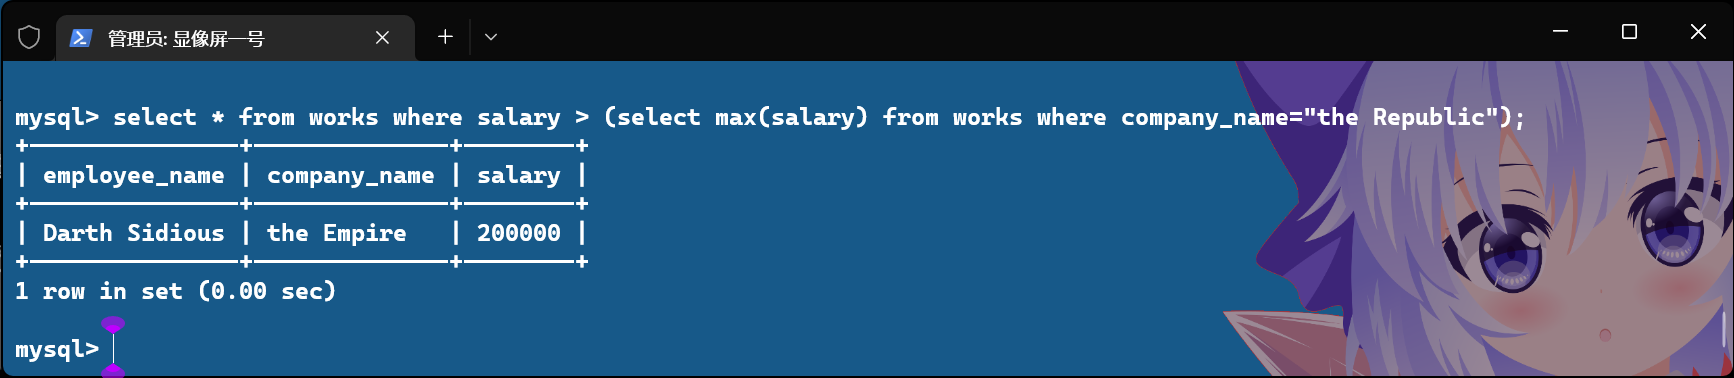 管理员: 显像屏一号
mysql> select * from works where salary > (select max(salary) from works where company_name="the Republic");
+---------------+--------------+--------+
| employee_name | company_name | salary |
+---------------+--------------+--------+
| Darth Sidious | the Empire   | 200000 |
+---------------+--------------+--------+
1 row in set (0.00 sec)
mysql>